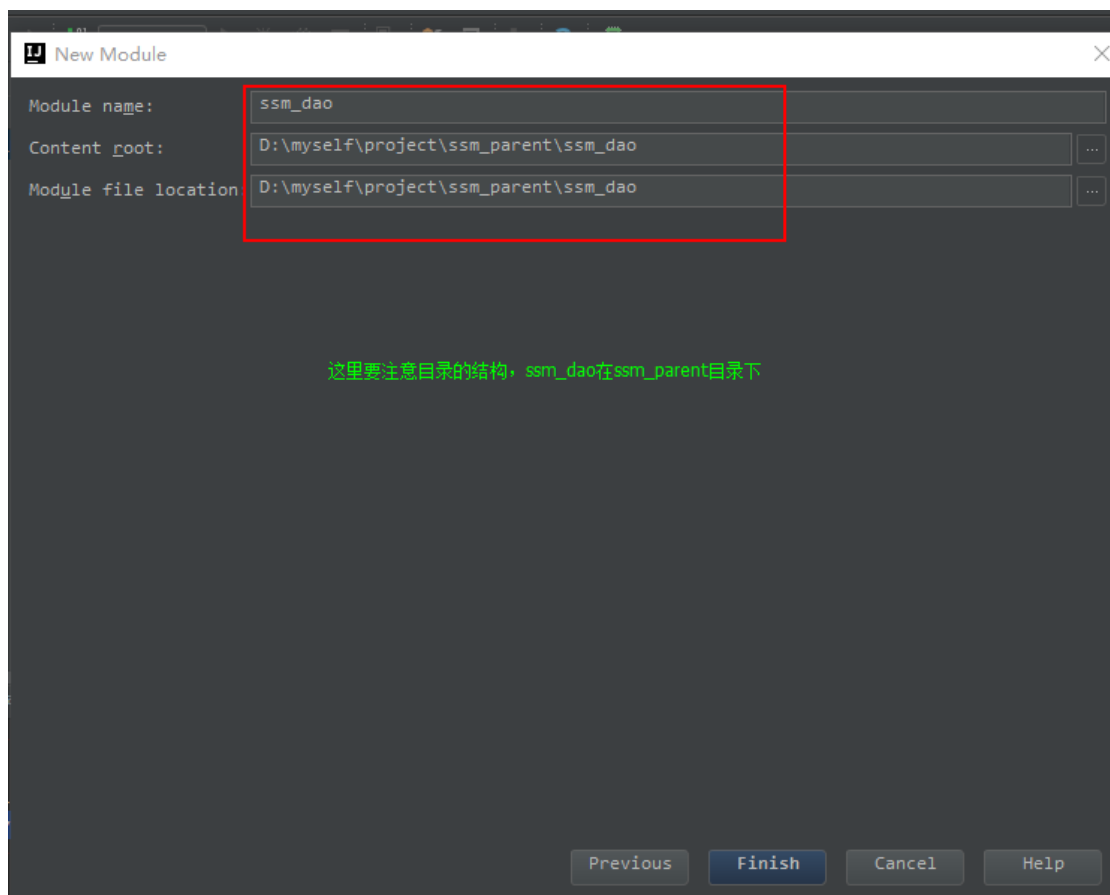 New Module
Module name: ssm_dao
Content root: D:\myself\project\ssm_parent\ssm_dao ...
Module file location: D:\myself\project\ssm_parent\ssm_dao ...
这里要注意目录的结构，ssm_dao在ssm_parent目录下
Previous Finish Cancel Help